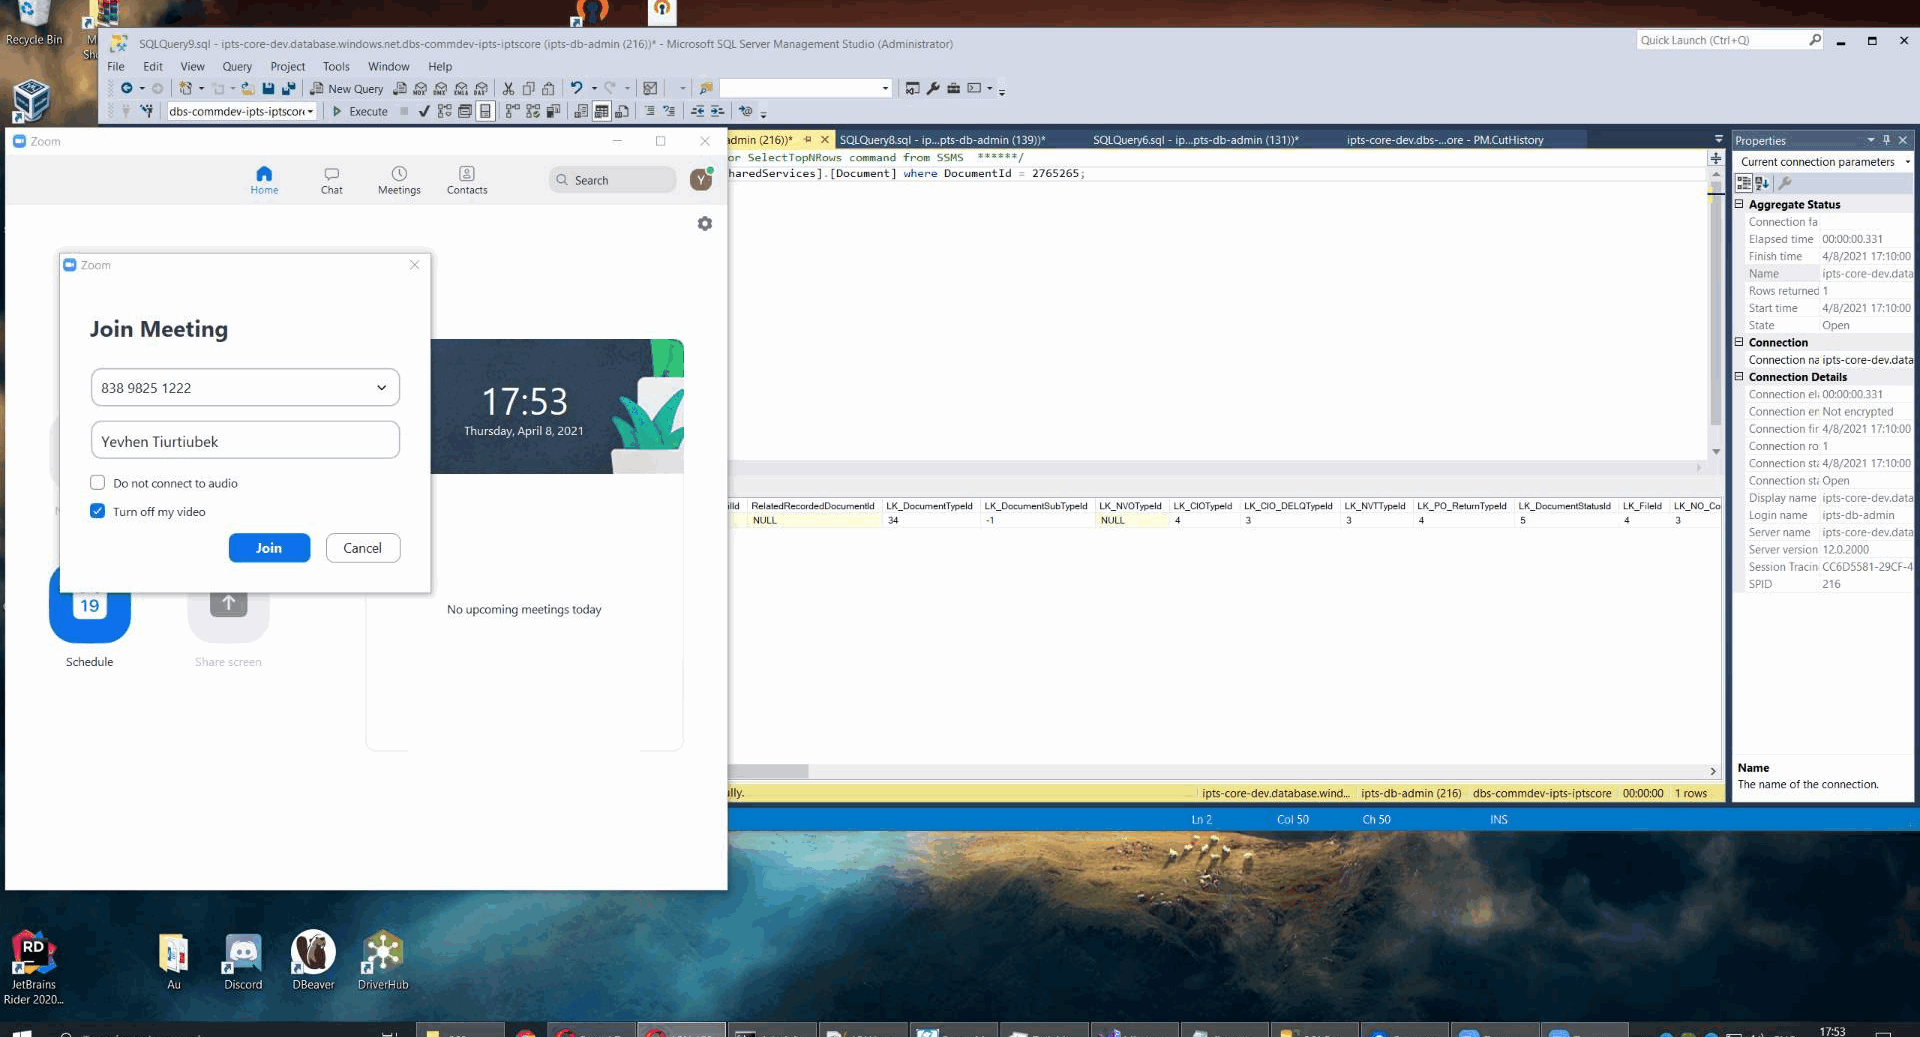 Recycle Bin
SQLQuery9.sql - ipts-core-dev.database.windows.net.dbs-commdev-ipts-iptscore (ipts-db-admin (216))* - Microsoft SQL Server Management Studio (Administrator)
Quick Launch (Ctrl+Q)
File Edit View Query Project Tools Window Help
New Query
dbs-commdev-ipts-iptscore
Execute
Zoom
(216))* SQLQuery8.sql - ip...pts-db-admin (139))* SQLQuery6.sql - ip...pts-db-admin (131))* ipts-core-dev.dbs-...ore - PM.CutHistory
or SelectTopNRows command from SSMS ******/
haredServices].[Document] where DocumentId = 2765265;
Home
Chat
Meetings
Contacts
Search
Y
Zoom
Join Meeting
838 9825 1222
Yevhen Tiurtiubek
Do not connect to audio
Turn off my video
Join
Cancel
17:53
Thursday, April 8, 2021
No upcoming meetings today
19
Schedule
Share screen
RelatedRecordedDocumentId LK_DocumentTypeId LK_DocumentSubTypeId LK_NVOTypeId LK_CIOTypeId LK_CIO_DELQTypeId LK_NVTTypeId LK_PO_ReturnTypeId LK_DocumentStatusId LK_FileId LK_NO_Co
NULL 34 -1 NULL 4 3 3 4 5 4 3
lly.
ipts-core-dev.database.wind... ipts-db-admin (216) dbs-commdev-ipts-iptscore 00:00:00 1 rows
Ln 2 Col 50 Ch 50 INS
Properties
Current connection parameters
Aggregate Status
Connection fa
Elapsed time 00:00:00.331
Finish time 4/8/2021 17:10:00
Name ipts-core-dev.data
Rows returned 1
Start time 4/8/2021 17:10:00
State Open
Connection
Connection na ipts-core-dev.data
Connection Details
Connection el 00:00:00.331
Connection en Not encrypted
Connection fir 4/8/2021 17:10:00
Connection ro 1
Connection sta 4/8/2021 17:10:00
Connection sta Open
Display name ipts-core-dev.data
Login name ipts-db-admin
Server name ipts-core-dev.data
Server version 12.0.2000
Session Tracin CC6D5581-29CF-4
SPID 216
Name
The name of the connection.
RD
JetBrains
Rider 2020...
Au
Discord
DBeaver
DriverHub
17:53